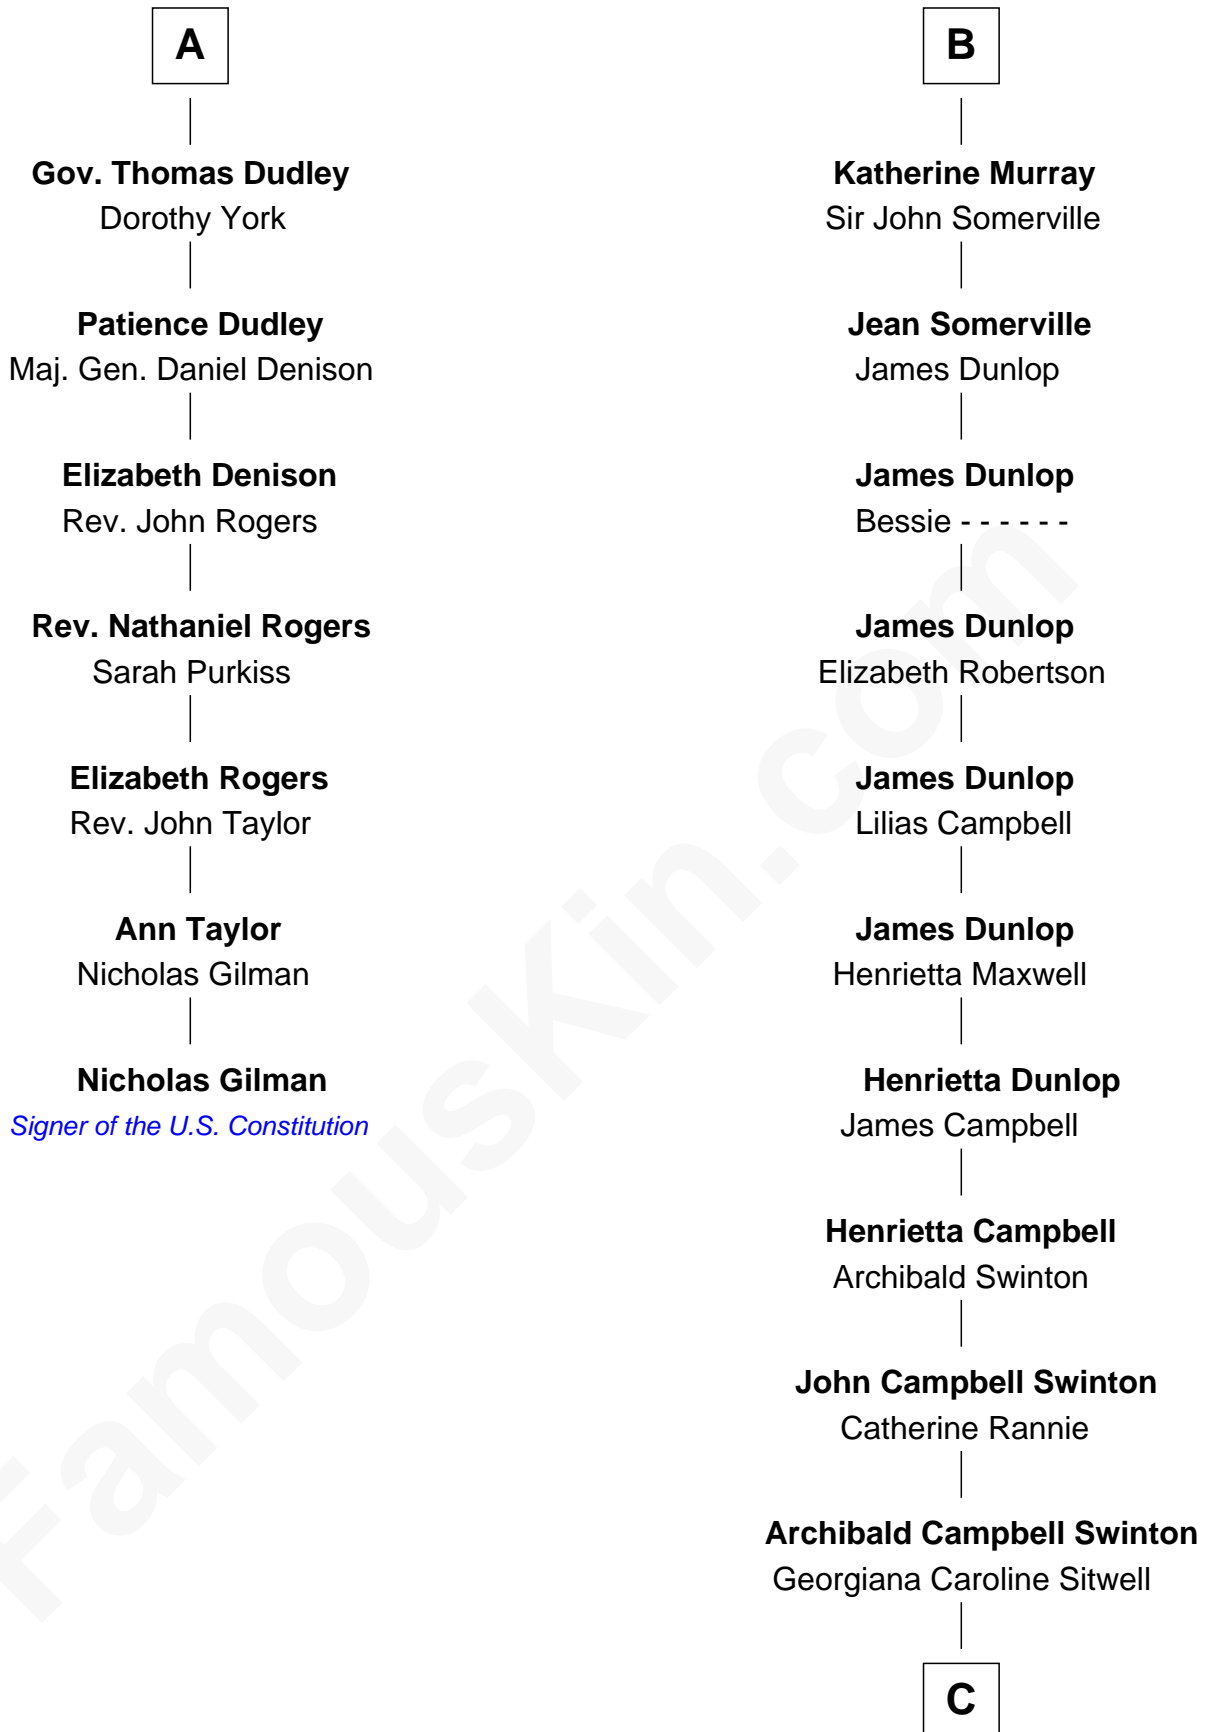 A
Gov. Thomas Dudley
Dorothy York
Patience Dudley
Maj. Gen. Daniel Denison
Elizabeth Denison
Rev. John Rogers
Rev. Nathaniel Rogers
Sarah Purkiss
Elizabeth Rogers
Rev. John Taylor
Ann Taylor
Nicholas Gilman
Nicholas Gilman
Signer of the U.S. Constitution
B
Katherine Murray
Sir John Somerville
Jean Somerville
James Dunlop
James Dunlop
Bessie - - - - - -
James Dunlop
Elizabeth Robertson
James Dunlop
Lilias Campbell
James Dunlop
Henrietta Maxwell
Henrietta Dunlop
James Campbell
Henrietta Campbell
Archibald Swinton
John Campbell Swinton
Catherine Rannie
Archibald Campbell Swinton
Georgiana Caroline Sitwell
C
FamousKin.com